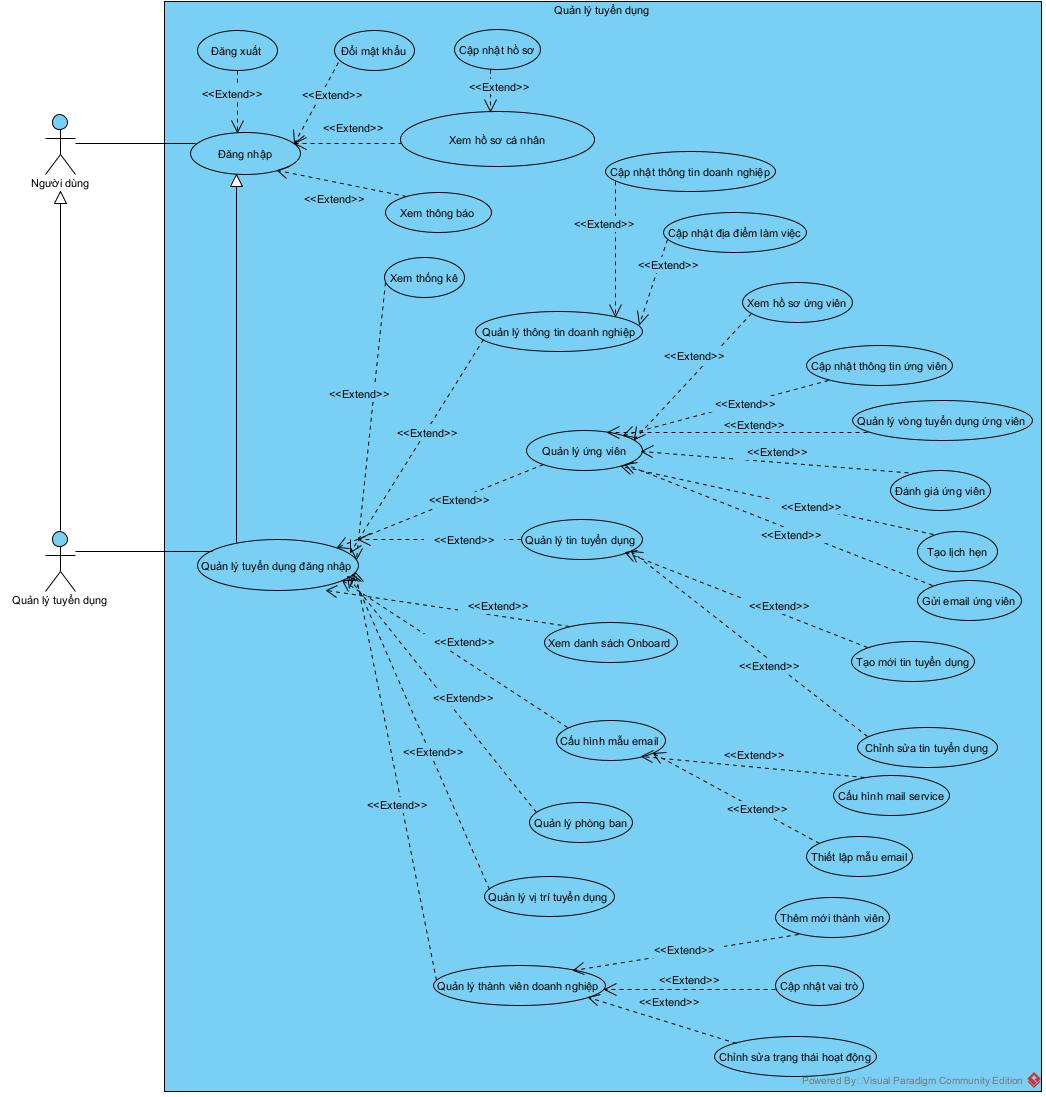 Quản lý tuyển dụng
Đăng xuất
Đổi mật khẩu
Cập nhật hồ sơ
<<Extend>>
<<Extend>>
<<Extend>>
<<Extend>>
Xem hồ sơ cá nhân
Đăng nhập
Người dùng
Cập nhật thông tin doanh nghiệp
<<Extend>>
Xem thông báo
<<Extend>>
Cập nhật địa điểm làm việc
<<Extend>>
Xem thống kê
Xem hồ sơ ứng viên
Quản lý thông tin doanh nghiệp
<<Extend>>
Cập nhật thông tin ứng viên
<<Extend>>
<<Extend>>
Quản lý vòng tuyển dụng ứng viên
<<Extend>>
<<Extend>>
Quản lý ứng viên
<<Extend>>
Đánh giá ứng viên
<<Extend>>
<<Extend>>
<<Extend>>
<<Extend>>
Quản lý tin tuyển dụng
Tạo lịch hẹn
Quản lý tuyển dụng đăng nhập
Quản lý tuyển dụng
Gửi email ứng viên
<<Extend>>
<<Extend>>
<<Extend>>
Xem danh sách Onboard
Tạo mới tin tuyển dụng
<<Extend>>
<<Extend>>
Cấu hình mẫu email
Chỉnh sửa tin tuyển dụng
<<Extend>>
<<Extend>>
Cấu hình mail service
<<Extend>>
<<Extend>>
Quản lý phòng ban
Thiết lập mẫu email
Quản lý vị trí tuyển dụng
Thêm mới thành viên
<<Extend>>
<<Extend>>
Quản lý thành viên doanh nghiệp
Cập nhật vai trò
<<Extend>>
Chỉnh sửa trạng thái hoạt động
Powered By Visual Paradigm Community Edition